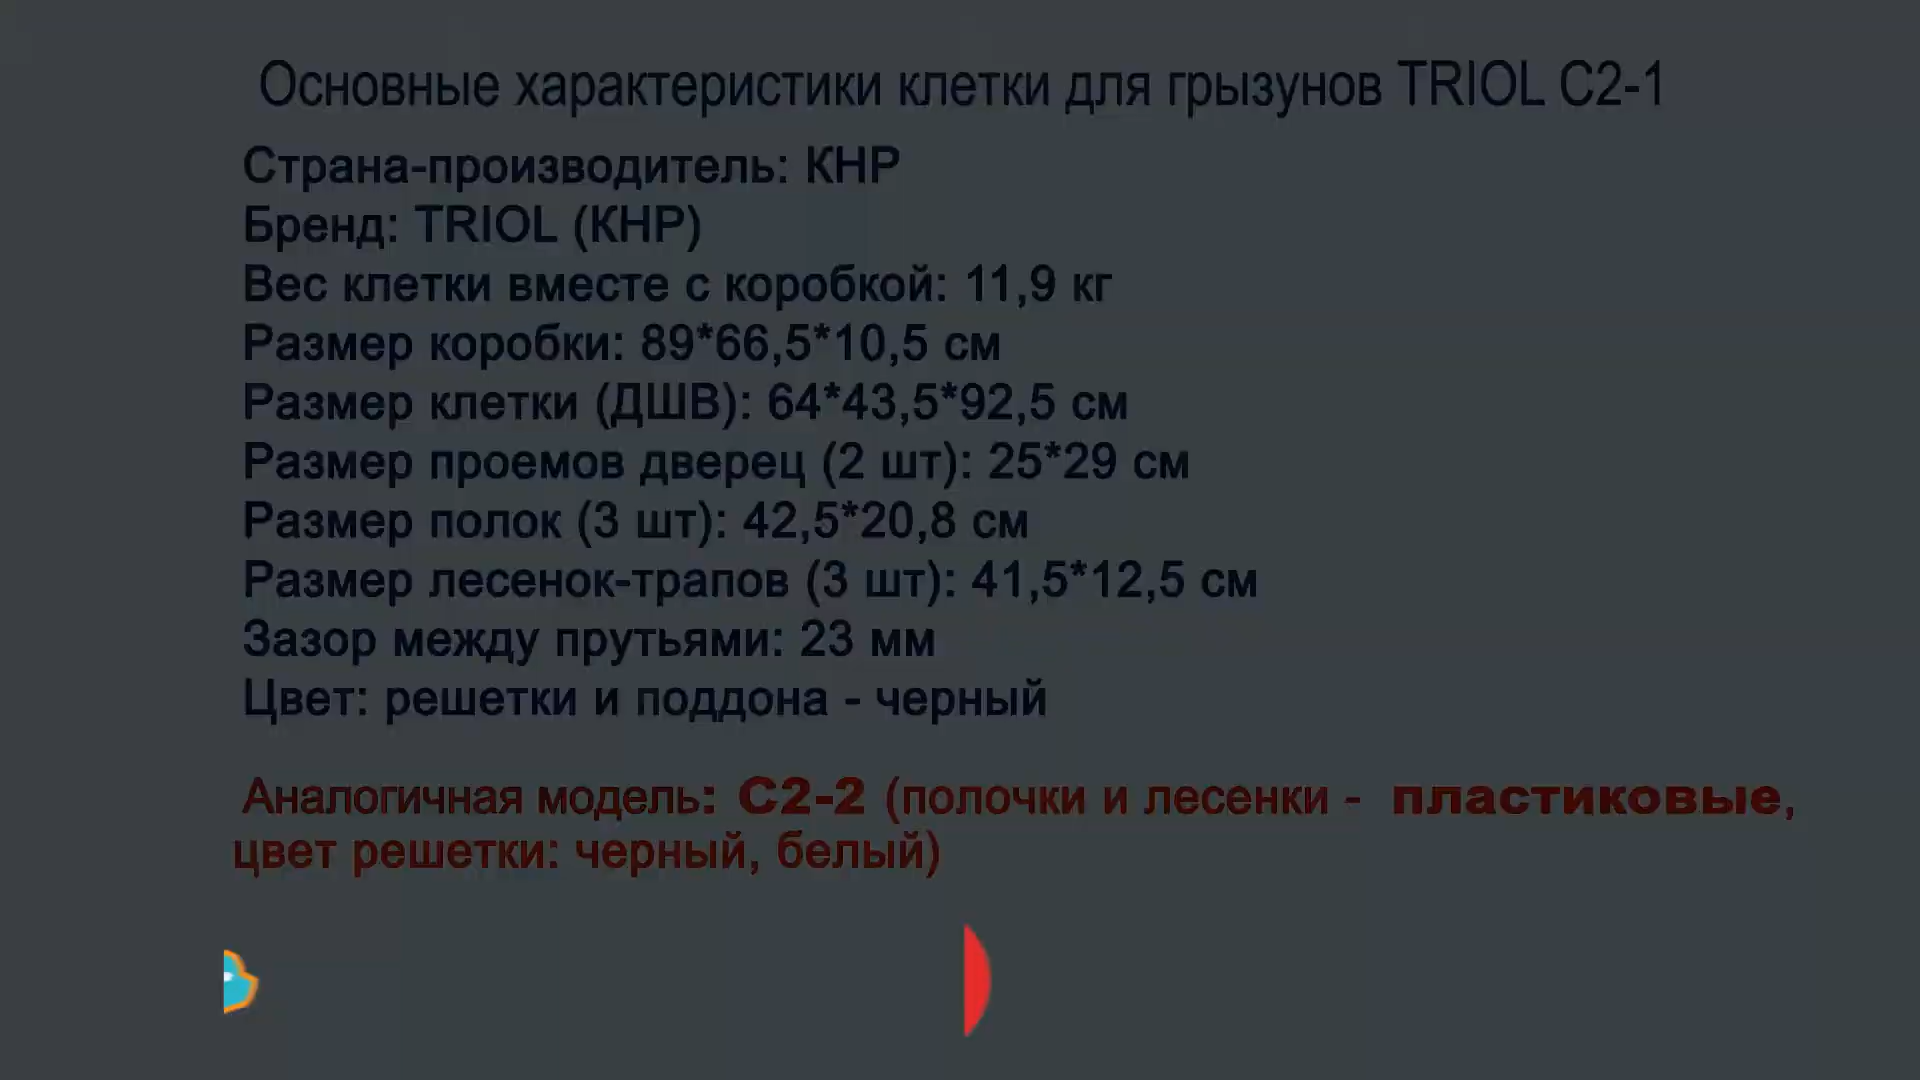 Основные характеристики клетки для грызунов TRIOL C2-1
Страна-производитель: КНР
Бренд: TRIOL (КНР)
Вес клетки вместе с коробкой: 11,9 кг
Размер коробки: 89*66,5*10,5 см
Размер клетки (ДШВ): 64*43,5*92,5 см
Размер проемов дверец (2 шт): 25*29 см
Размер полок (3 шт): 42,5*20,8 см
Размер лесенок-трапов (3 шт): 41,5*12,5 см
Зазор между прутьями: 23 мм
Цвет: решетки и поддона - черный
Аналогичная модель: C2-2 (полочки и лесенки - пластиковые,
цвет решетки: черный, белый)